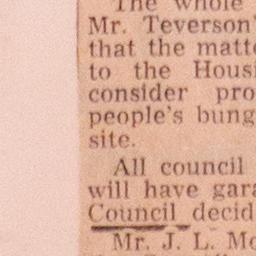 The whole
Mr. Teverson'
that the matte
to the Housi
consider pro
people's bung
site.
All council
will have gara
Council decid
Mr. J. L. Mc